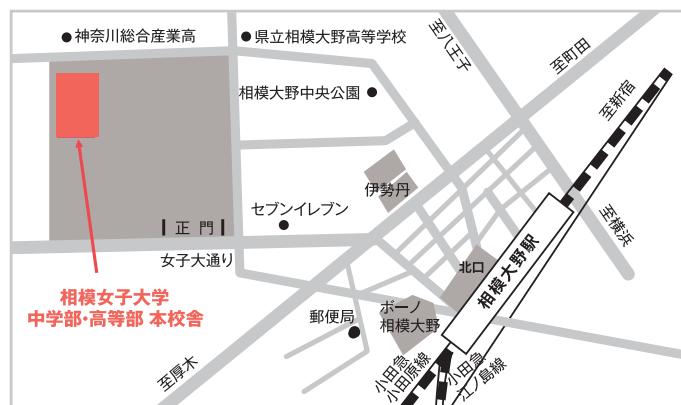 神奈川総合産業高
県立相模大野高等学校
至八王子
至町田
至新宿
相模大野中央公園
伊勢丹
セブンイレブン
正門
女子大通り
至横浜
北口
相模大野駅
相模女子大学
中学部・高等部 本校舎
郵便局
ボーノ
相模大野
至厚木
小田急
小田原線
小田急
江ノ島線